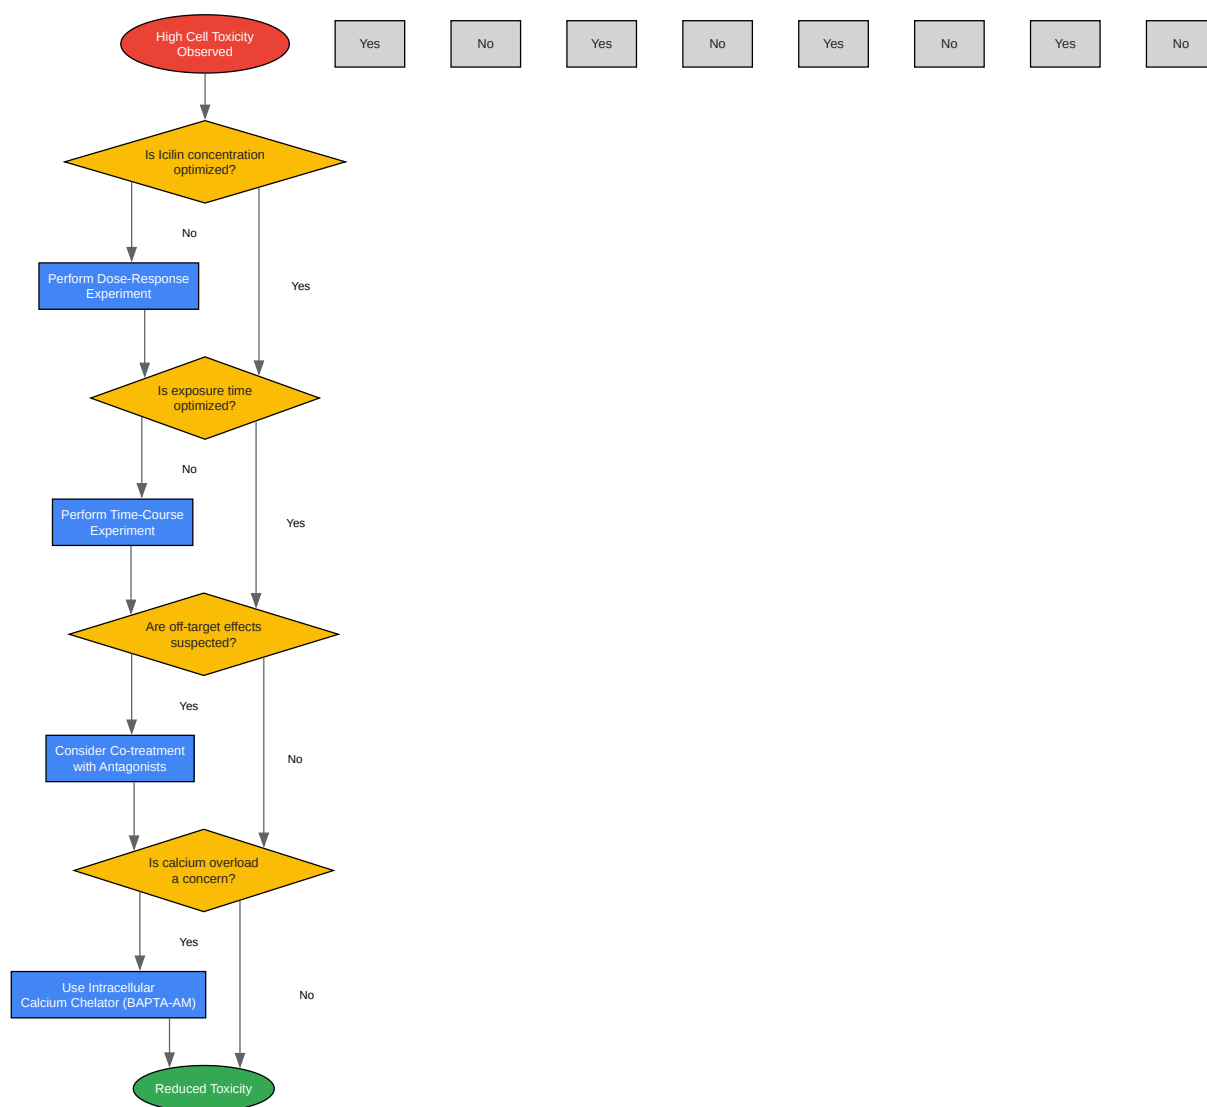 High Cell Toxicity
Observed
Yes
No
Yes
No
Yes
No
Yes
No
Is Icilin concentration
optimized?
No
Perform Dose-Response
Experiment
Yes
Is exposure time
optimized?
No
Perform Time-Course
Experiment
Yes
Are off-target effects
suspected?
Yes
Consider Co-treatment
with Antagonists
No
Is calcium overload
a concern?
Yes
Use Intracellular
Calcium Chelator (BAPTA-AM)
No
Reduced Toxicity